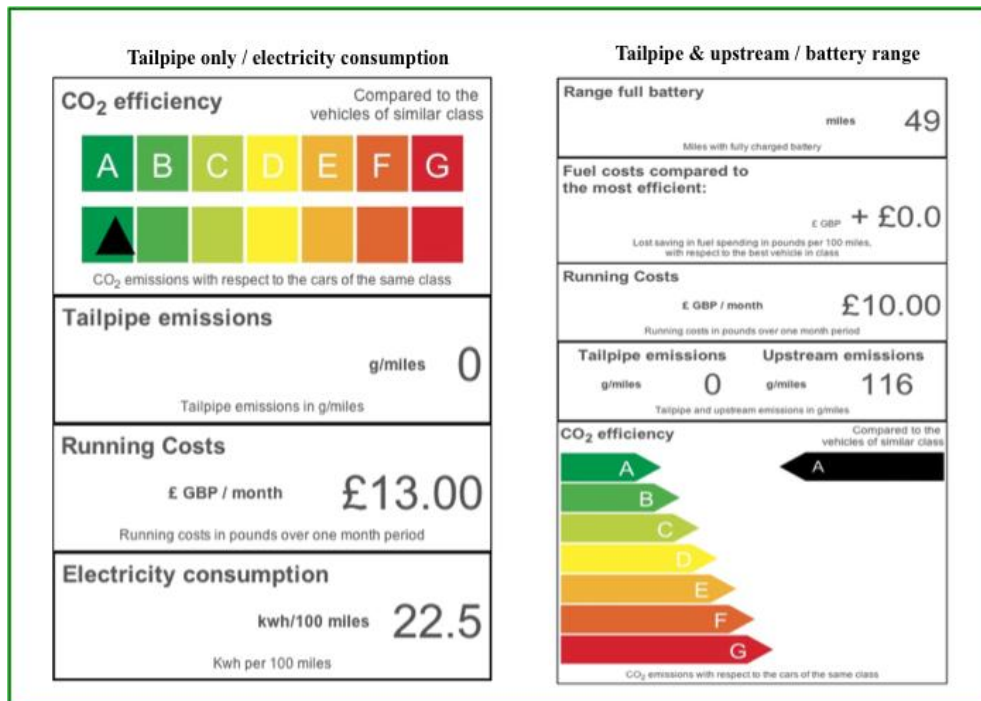 Tailpipe only / electricity consumption
CO₂ efficiency
Compared to the
vehicles of similar class
A B C D E F G
CO₂ emissions with respect to the cars of the same class
Tailpipe emissions
g/miles 0
Tailpipe emissions in g/miles
Running Costs
£ GBP / month £13.00
Running costs in pounds over one month period
Electricity consumption
kwh/100 miles 22.5
Kwh per 100 miles
Tailpipe & upstream / battery range
Range full battery
miles 49
Miles with fully charged battery
Fuel costs compared to
the most efficient:
£ GBP + £0.0
Lost saving in fuel spending in pounds per 100 miles,
with respect to the best vehicle in class
Running Costs
£ GBP / month £10.00
Running costs in pounds over one month period
Tailpipe emissions Upstream emissions
g/miles 0 g/miles 116
Tailpipe and upstream emissions in g/miles
CO₂ efficiency
Compared to the
vehicles of similar class
A A
B
C
D
E
F
G
CO₂ emissions with respect to the cars of the same class